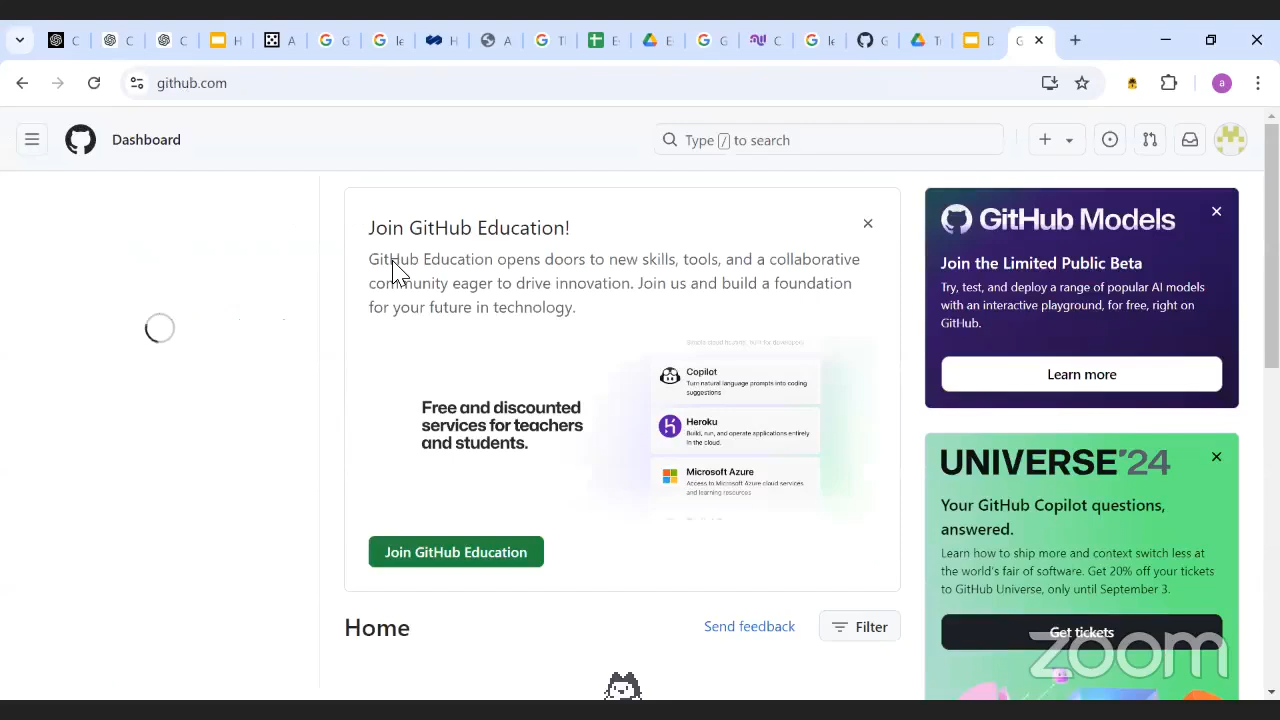 C
C
C
H
A
G
le
H
A
Tl
E
E
G
C
le
G
Tr
D
G
github.com
a
Dashboard
Type / to search
Join GitHub Education!
GitHub Education opens doors to new skills, tools, and a collaborative
community eager to drive innovation. Join us and build a foundation
for your future in technology.
Free and discounted
services for teachers
and students.
Copilot
Turn natural language prompts into coding
suggestions
Heroku
Build, run, and operate applications entirely
in the cloud.
Microsoft Azure
Access to Microsoft Azure cloud services
and learning resources
Join GitHub Education
Home
Send feedback
Filter
GitHub Models
Join the Limited Public Beta
Try, test, and deploy a range of popular AI models
with an interactive playground, for free, right on
GitHub.
Learn more
UNIVERSE'24
Your GitHub Copilot questions,
answered.
Learn how to ship more and context switch less at
the world's fair of software. Get 20% off your tickets
to GitHub Universe, only until September 3.
Get tickets
zoom